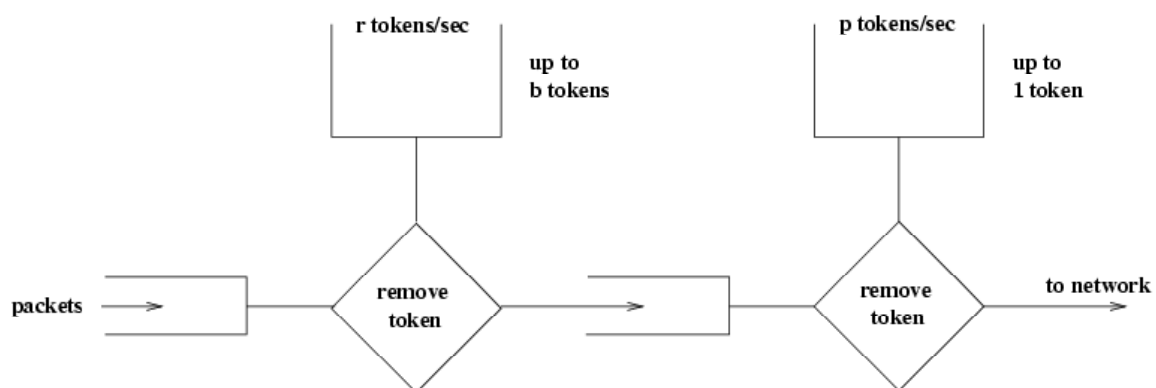 r tokens/sec
up to
b tokens
p tokens/sec
up to
1 token
packets
remove
token
remove
token
to network